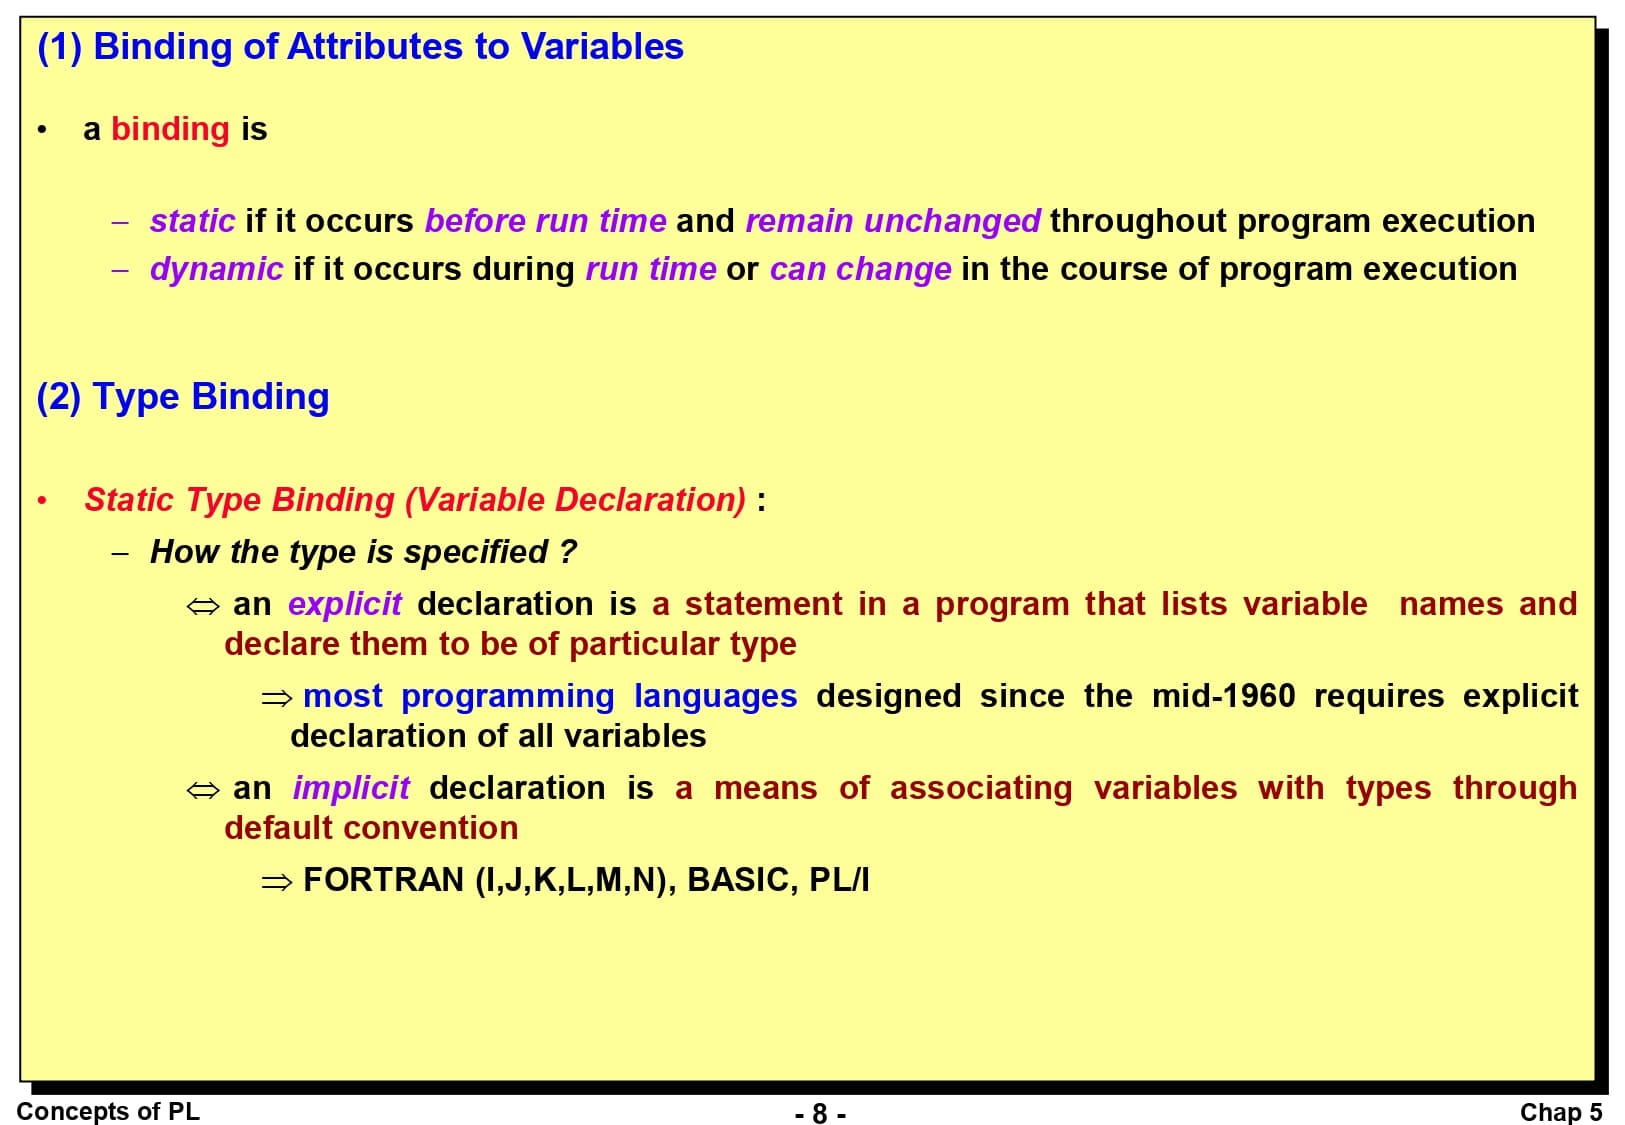 (1) Binding of Attributes to Variables
• a binding is
– static if it occurs before run time and remain unchanged throughout program execution
– dynamic if it occurs during run time or can change in the course of program execution
(2) Type Binding
• Static Type Binding (Variable Declaration) :
– How the type is specified ?
⇔ an explicit declaration is a statement in a program that lists variable names and
declare them to be of particular type
⇒ most programming languages designed since the mid-1960 requires explicit
declaration of all variables
⇔ an implicit declaration is a means of associating variables with types through
default convention
⇒ FORTRAN (I,J,K,L,M,N), BASIC, PL/I
Concepts of PL
- 8 -
Chap 5